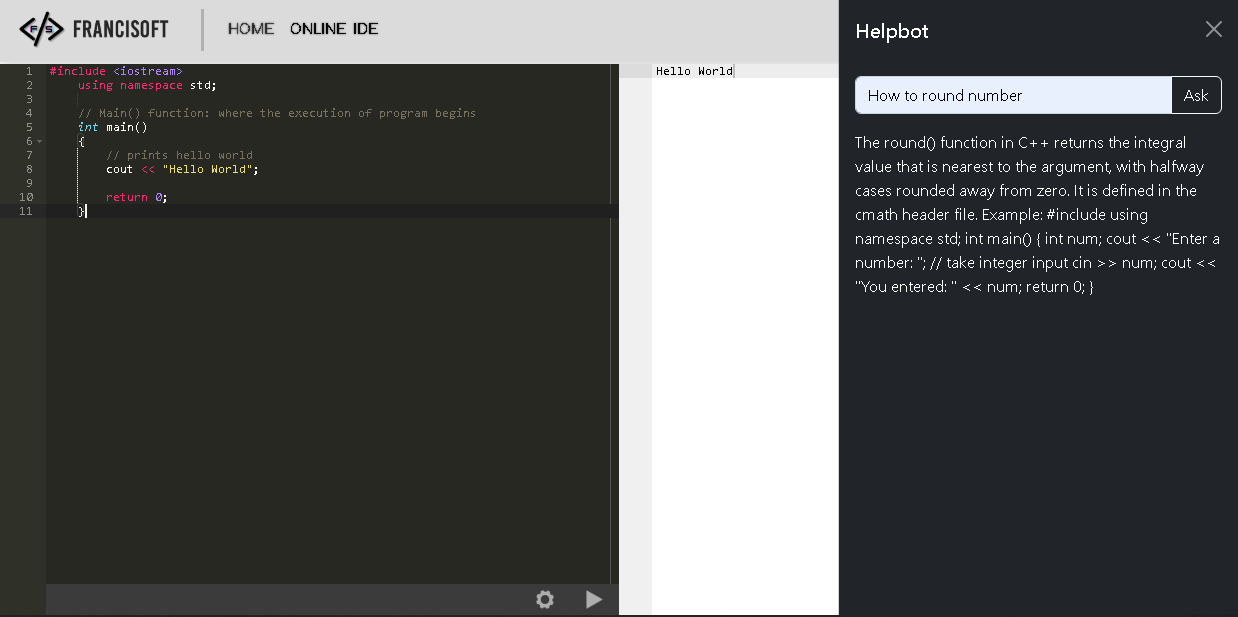 FS FRANCISOFT HOME ONLINE IDE
1 #include <iostream>
2 using namespace std;
3
4 // Main() function: where the execution of program begins
5 int main()
6 {
7 // prints hello world
8 cout << "Hello World";
9
10 return 0;
11 }
Hello World
Helpbot
How to round number Ask
The round() function in C++ returns the integral
value that is nearest to the argument, with halfway
cases rounded away from zero. It is defined in the
cmath header file. Example: #include using
namespace std; int main() { int num; cout << "Enter a
number: "; // take integer input cin >> num; cout <<
"You entered: " << num; return 0; }